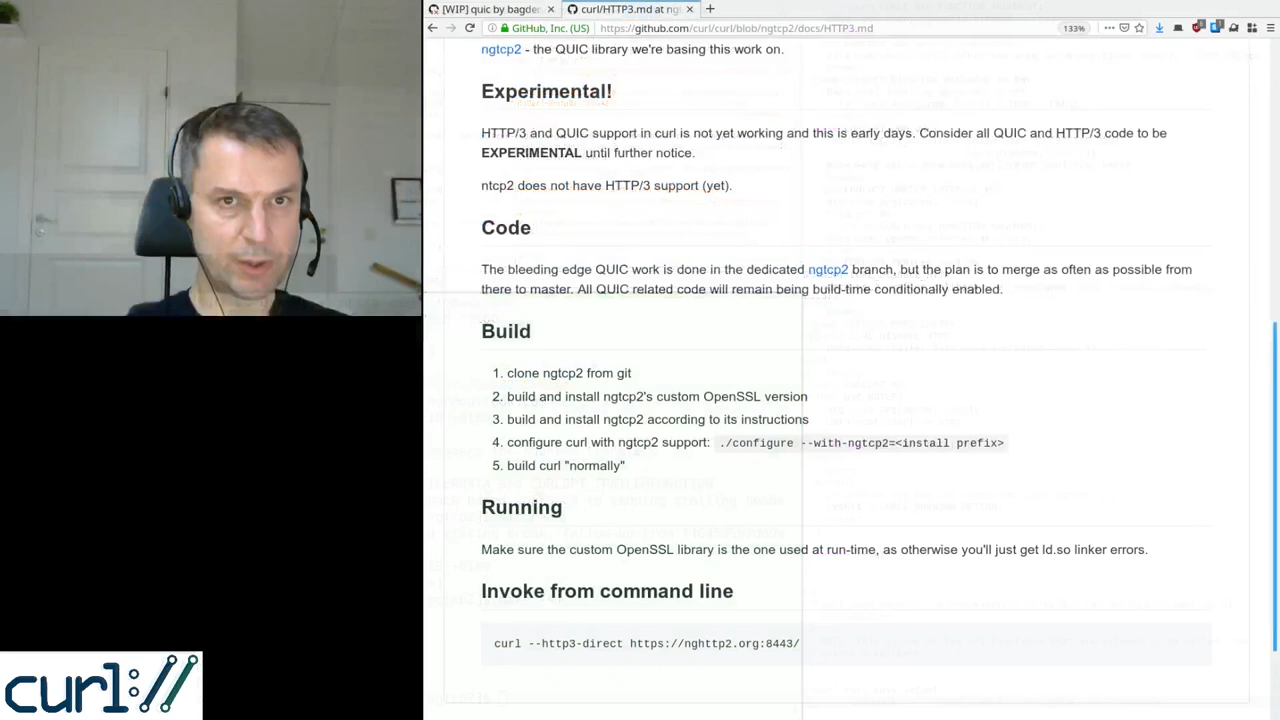 [WIP] quic by bagder
curl/HTTP3.md at ngt
GitHub, Inc. (US)
https://github.com/curl/curl/blob/ngtcp2/docs/HTTP3.md
133%
ngtcp2 - the QUIC library we're basing this work on.
Experimental!
HTTP/3 and QUIC support in curl is not yet working and this is early days. Consider all QUIC and HTTP/3 code to be
EXPERIMENTAL until further notice.
ntcp2 does not have HTTP/3 support (yet).
Code
The bleeding edge QUIC work is done in the dedicated ngtcp2 branch, but the plan is to merge as often as possible from
there to master. All QUIC related code will remain being build-time conditionally enabled.
Build
1. clone ngtcp2 from git
2. build and install ngtcp2's custom OpenSSL version
3. build and install ngtcp2 according to its instructions
4. configure curl with ngtcp2 support: ./configure --with-ngtcp2=<install prefix>
5. build curl "normally"
Running
Make sure the custom OpenSSL library is the one used at run-time, as otherwise you'll just get ld.so linker errors.
Invoke from command line
curl --http3-direct https://nghttp2.org:8443/
curl://